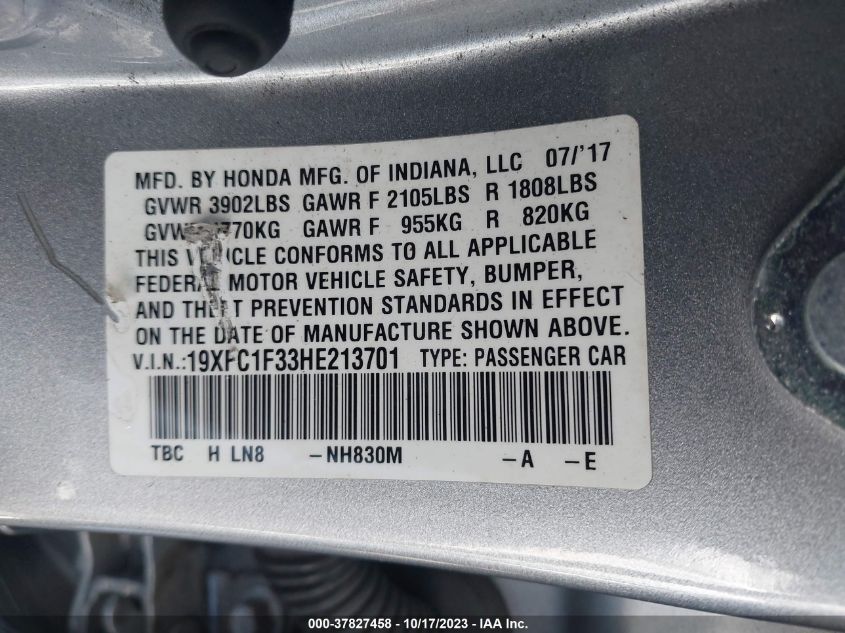 MFD. BY HONDA MFG. OF INDIANA, LLC 07/'17
GVWR 3902LBS GAWR F 2105LBS R 1808LBS
GAWR F 955KG R 820KG
THIS CONFORMS TO ALL APPLICABLE
MOTOR VEHICLE SAFETY, BUMPER,
AND THEFT PREVENTION STANDARDS IN EFFECT
ON THE DATE OF MANUFACTURE SHOWN ABOVE.
V.I.N.:19XFC1F33HE213701 TYPE: PASSENGER CAR
TBC H LN8 -NH830M -A -E
000-37827458 - 10/17/2023 - IAA Inc.